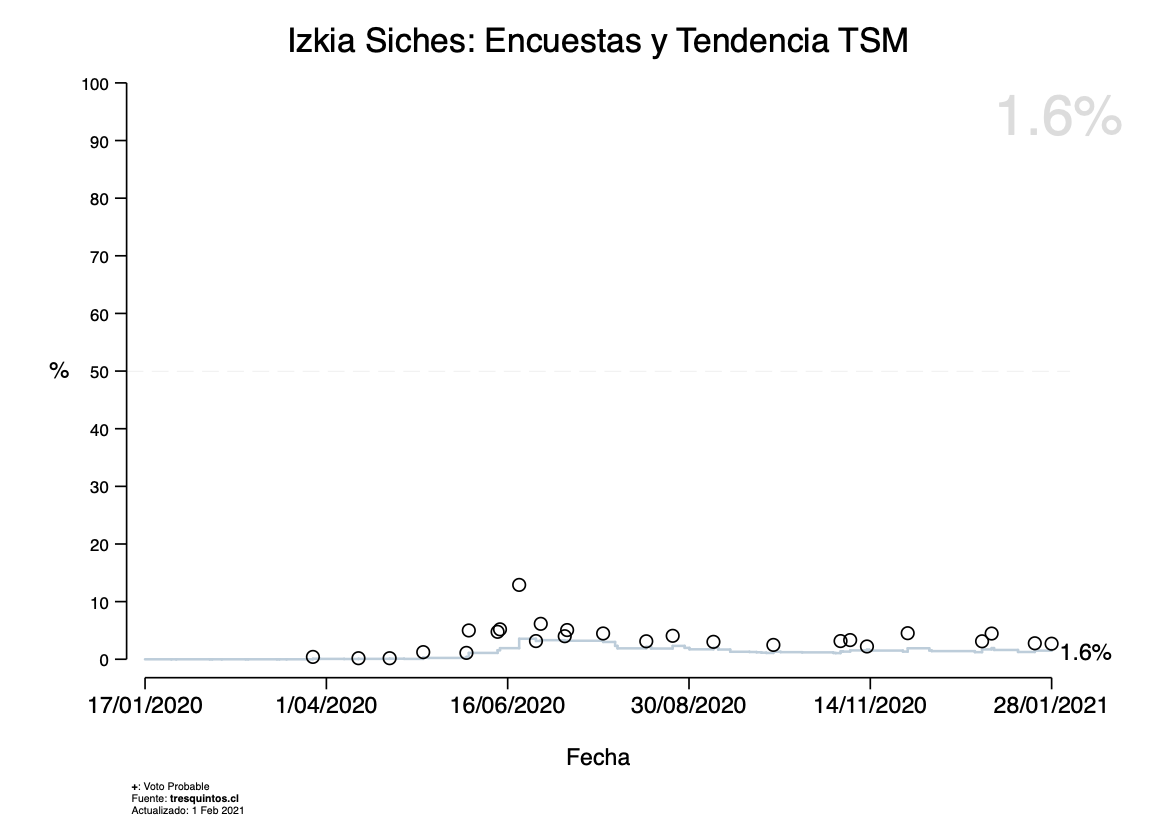 Izkia Siches: Encuestas y Tendencia TSM
1.6%
100
90
80
70
60
% 50
40
30
20
10
0
1.6%
17/01/2020 1/04/2020 16/06/2020 30/08/2020 14/11/2020 28/01/2021
Fecha
+: Voto Probable
Fuente: tresquintos.cl
Actualizado: 1 Feb 2021